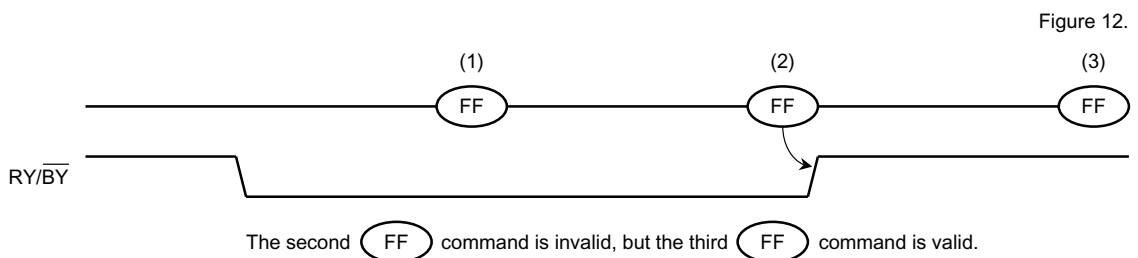 Figure 12.
(1) (2) (3)
FF FF FF
RY/B̅Y̅
The second FF command is invalid, but the third FF command is valid.